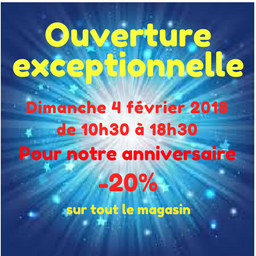 Ouverture
exceptionnelle
Dimanche 4 février 2018
de 10h30 à 18h30
Pour notre anniversaire
-20%
sur tout le magasin